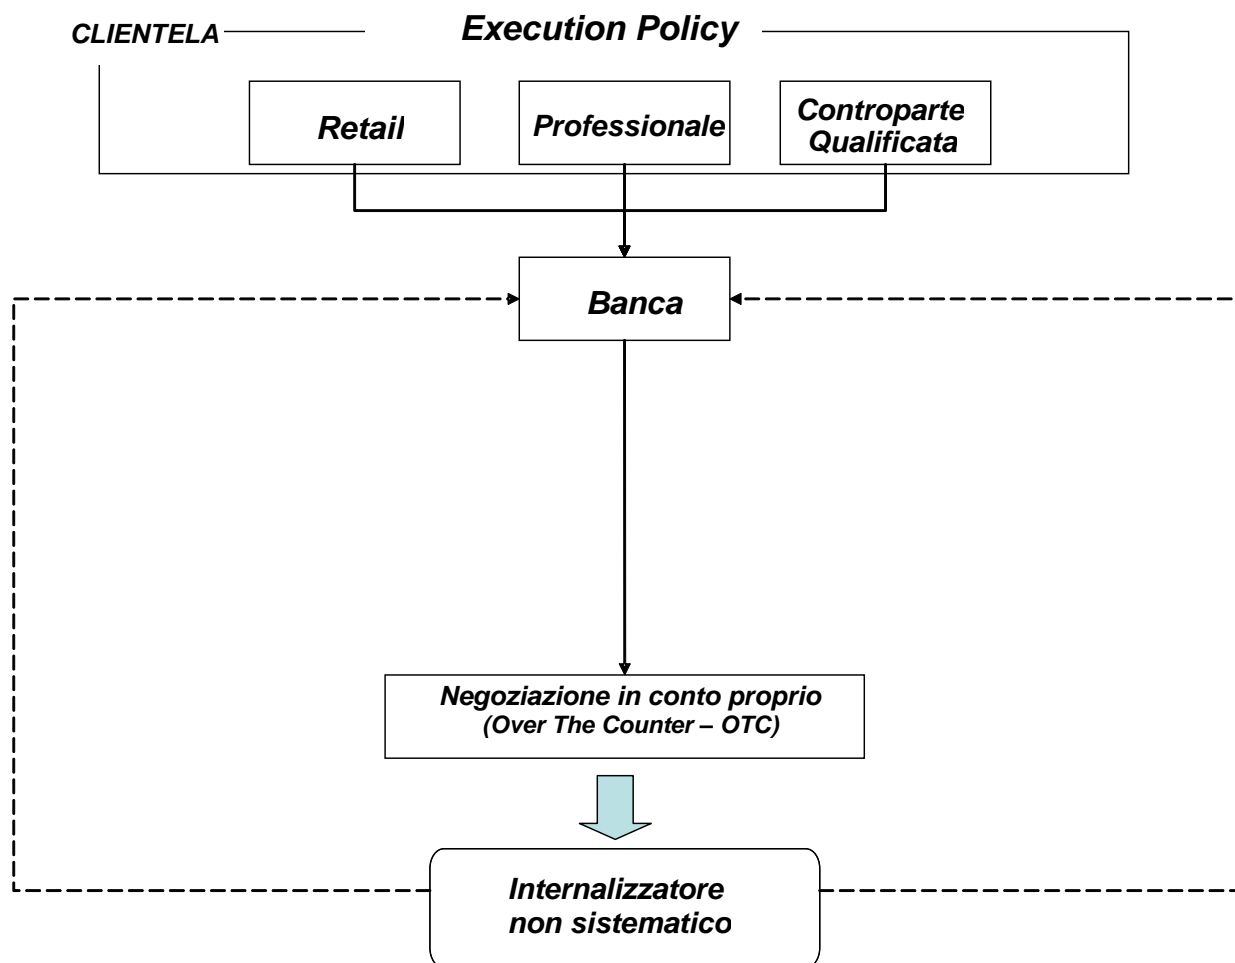 CLIENTELA
Execution Policy
Retail
Professionale
Controparte
Qualificata
Banca
Negoziazione in conto proprio
(Over The Counter – OTC)
Internalizzatore
non sistematico